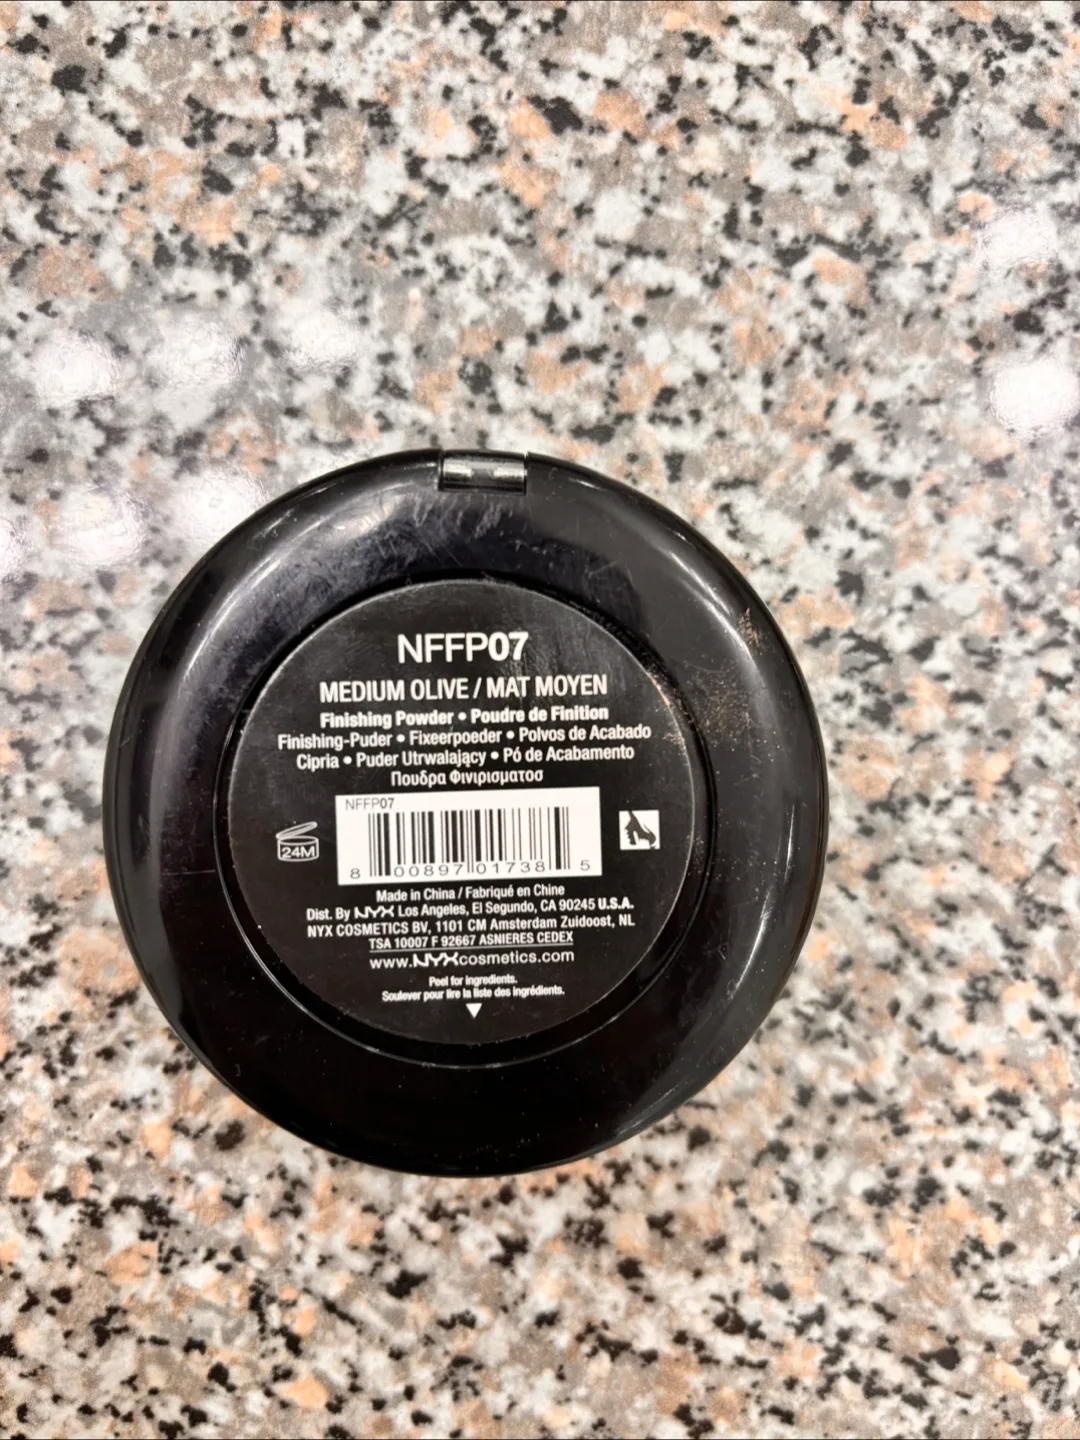 NFFP07
MEDIUM OLIVE / MAT MOYEN
Finishing Powder • Poudre de Finition
Finishing-Puder • Fixeerpoeder • Polvos de Acabado
Cipria • Puder Utrwalający • Pó de Acabamento
Πουδρα Φινιρισματοσ
NFFP07
24M
8 00897 01738 5
Made in China / Fabriqué en Chine
Dist. By NYX Los Angeles, El Segundo, CA 90245 U.S.A.
NYX COSMETICS BV, 1101 CM Amsterdam Zuidoost, NL
TSA 10007 F 92667 ASNIERES CEDEX
www.NYXcosmetics.com
Peel for ingredients.
Soulever pour lire la liste des ingrédients.